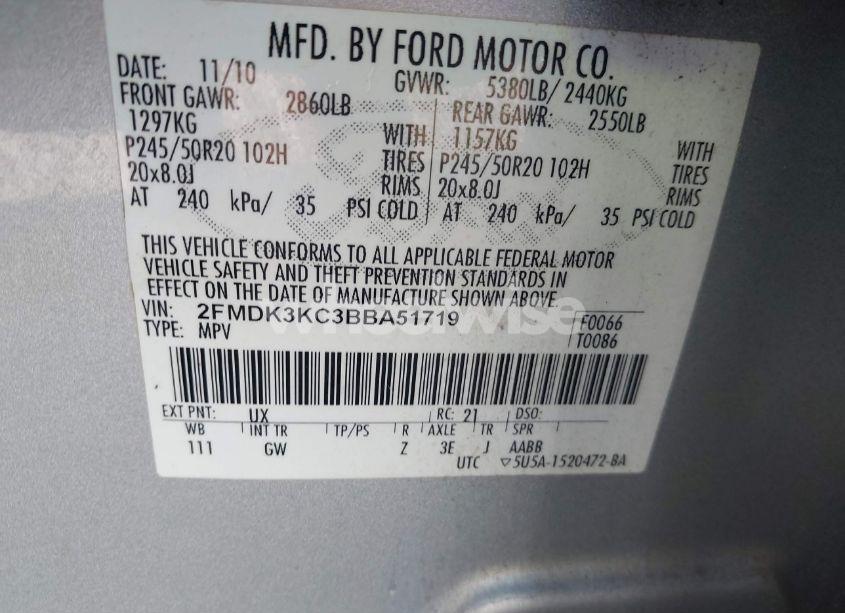 MFD. BY FORD MOTOR CO.
DATE: 11/10 GVWR: 5380LB/ 2440KG
FRONT GAWR: 2860LB REAR GAWR: 2550LB
1297KG WITH 1157KG WITH
P245/50R20 102H TIRES P245/50R20 102H TIRES
20x8.0J RIMS 20x8.0J RIMS
AT 240 kPa/ 35 PSI COLD AT 240 kPa/ 35 PSI COLD
THIS VEHICLE CONFORMS TO ALL APPLICABLE FEDERAL MOTOR
VEHICLE SAFETY AND THEFT PREVENTION STANDARDS IN
EFFECT ON THE DATE OF MANUFACTURE SHOWN ABOVE.
VIN: 2FMDK3KC3BBA51719 F0066
TYPE: MPV T0086
EXT PNT: UX RC: 21 DSO:
WB INT TR TP/PS R AXLE TR SPR
111 GW Z 3E J AABB
UTC ▽5U5A-1520472-BA